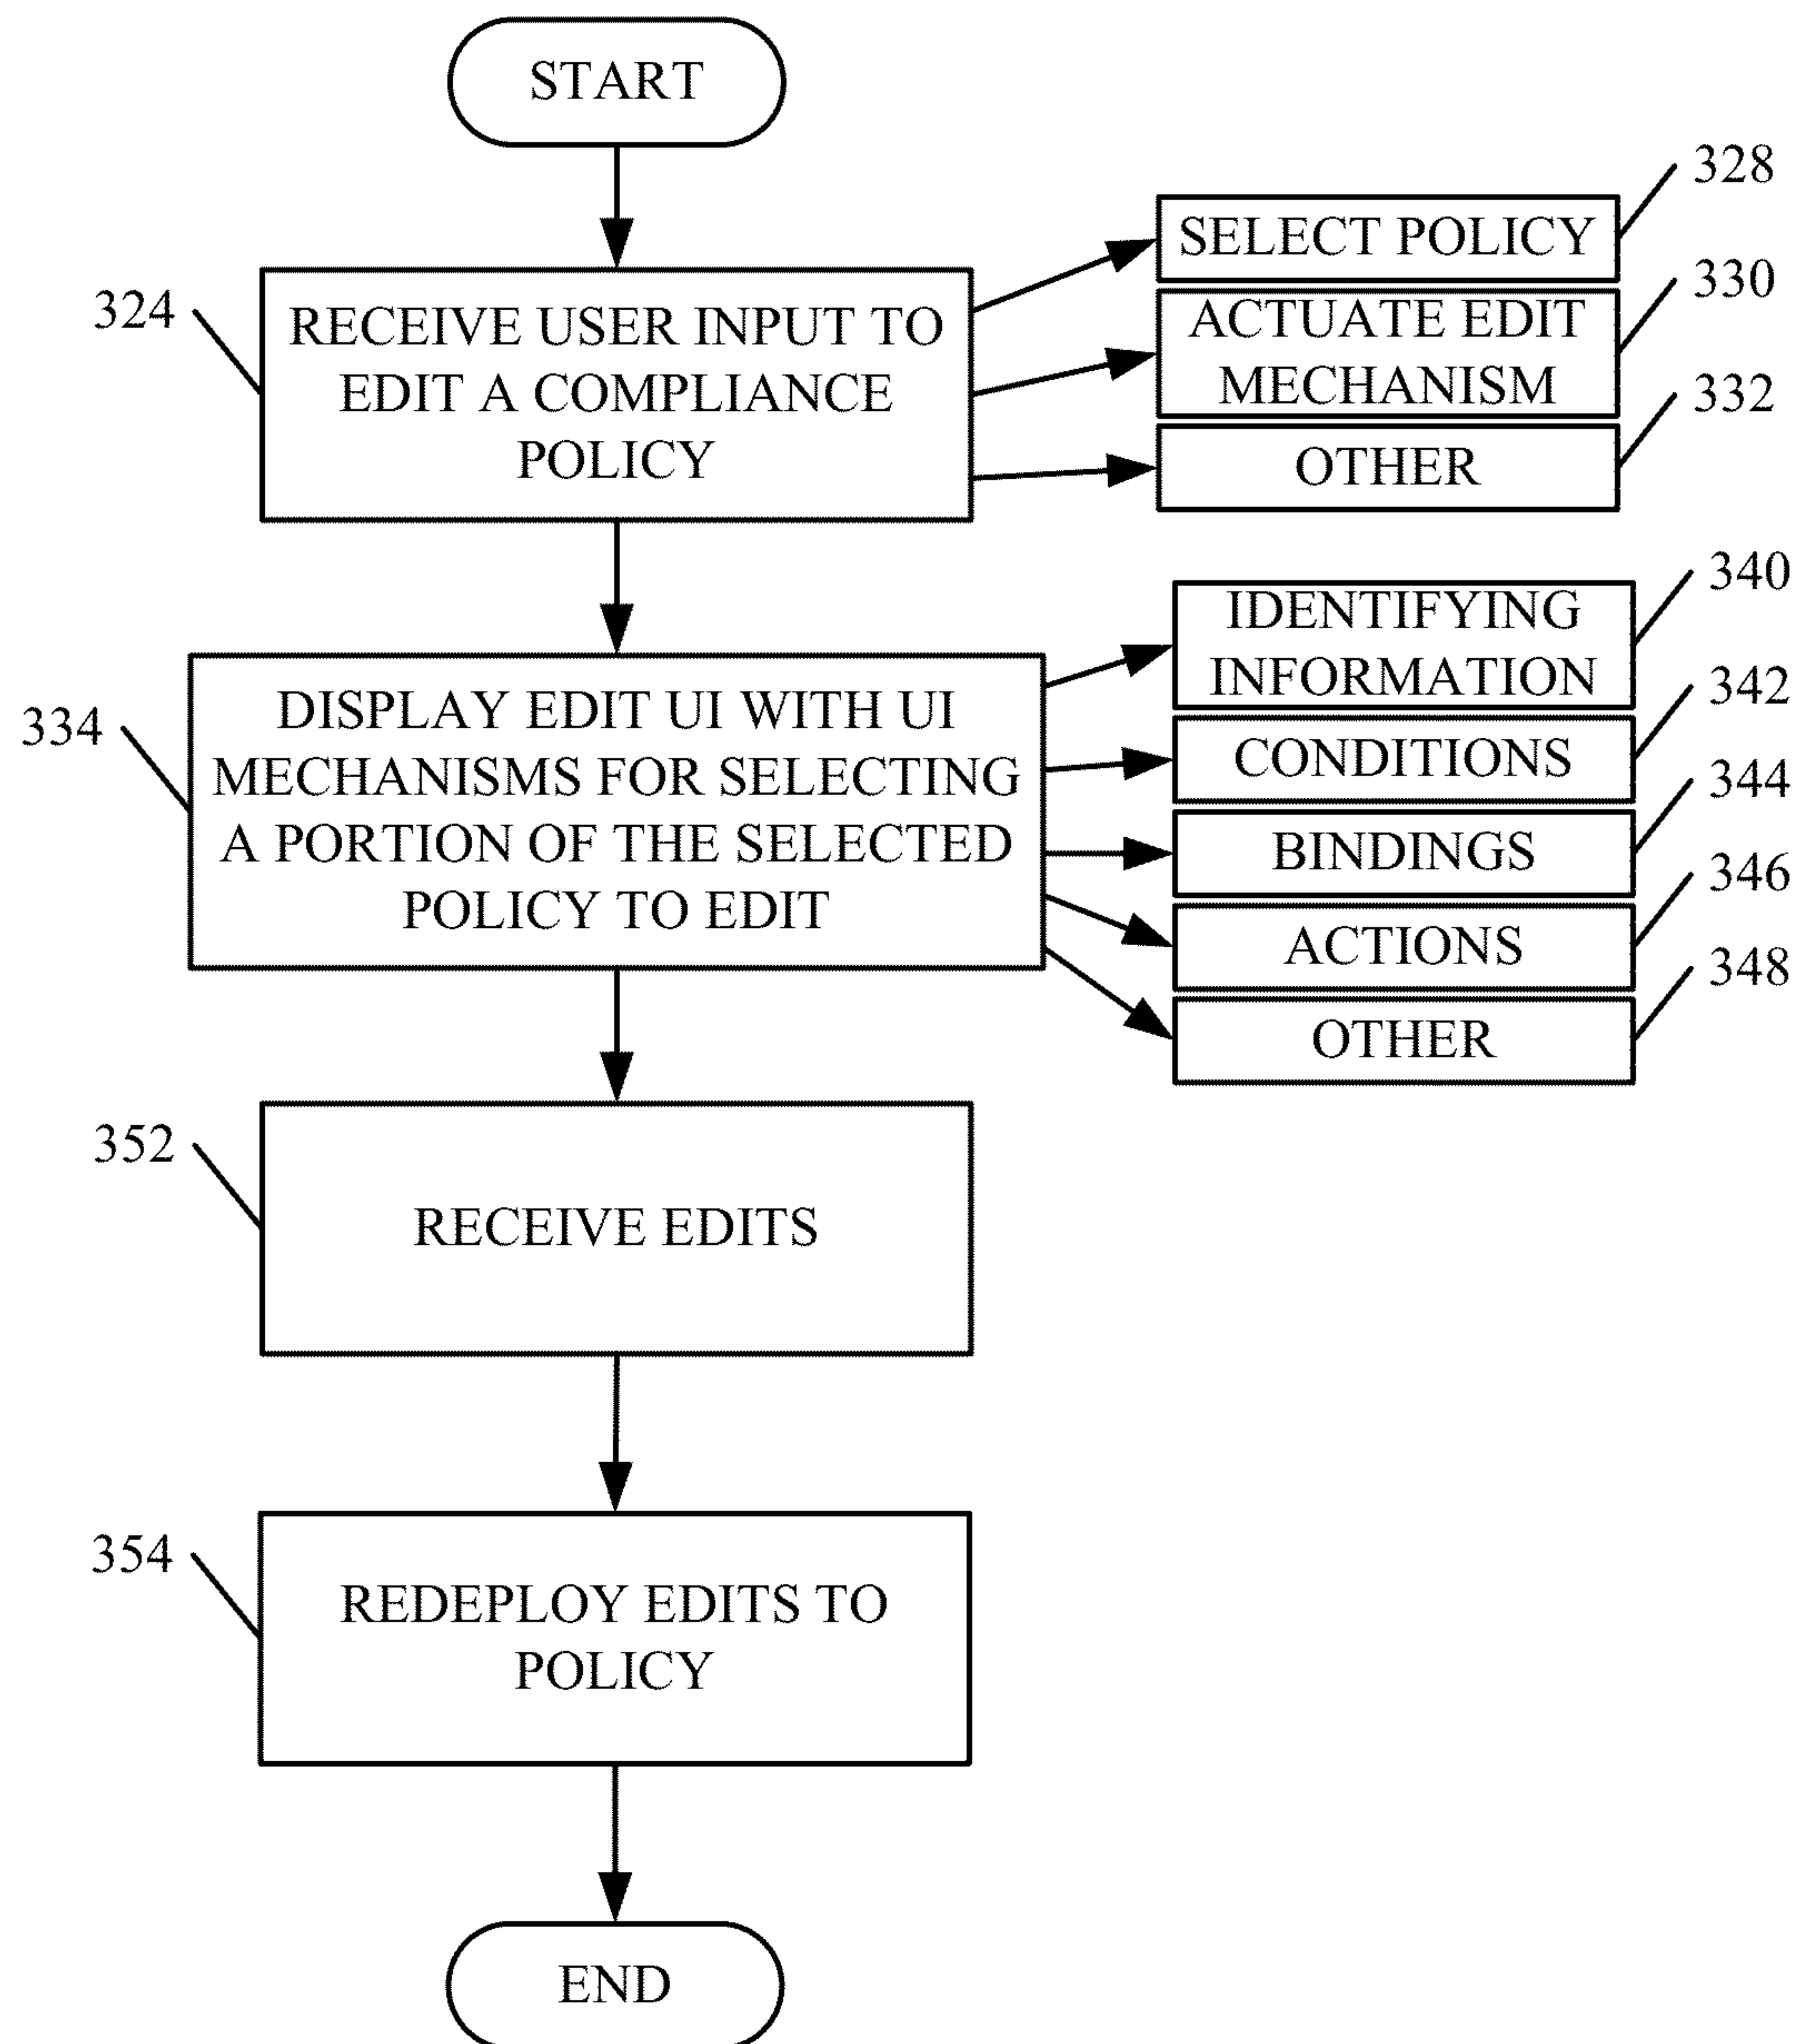 START
328
SELECT POLICY
330
324
RECEIVE USER INPUT TO
EDIT A COMPLIANCE
POLICY
ACTUATE EDIT
MECHANISM
332
OTHER
340
IDENTIFYING
INFORMATION
334
DISPLAY EDIT UI WITH UI
MECHANISMS FOR SELECTING
A PORTION OF THE SELECTED
POLICY TO EDIT
342
CONDITIONS
344
BINDINGS
346
ACTIONS
348
OTHER
352
RECEIVE EDITS
354
REDEPLOY EDITS TO
POLICY
END